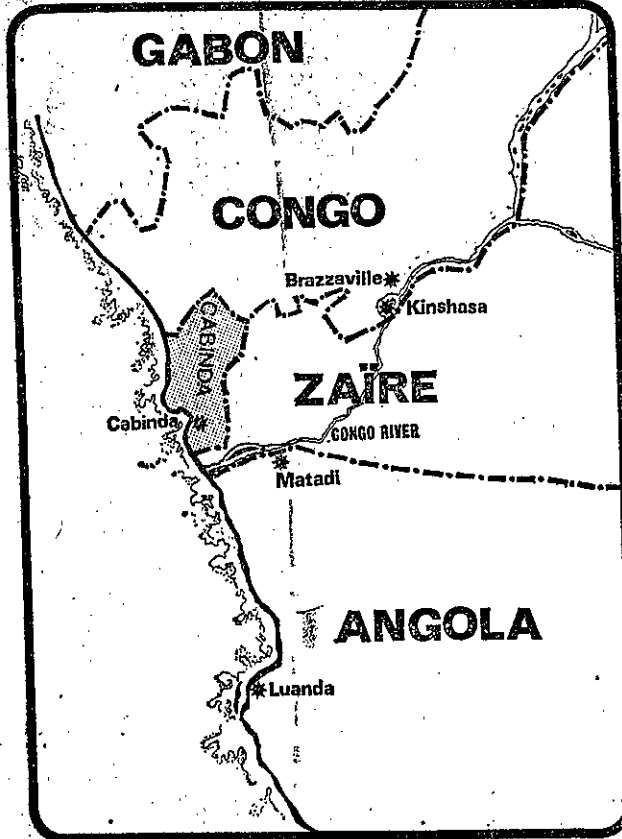 GABON
CONGO
Brazzaville
Kinshasa
CABINDA
ZAÏRE
Cabinda
CONGO RIVER
Matadi
ANGOLA
Luanda